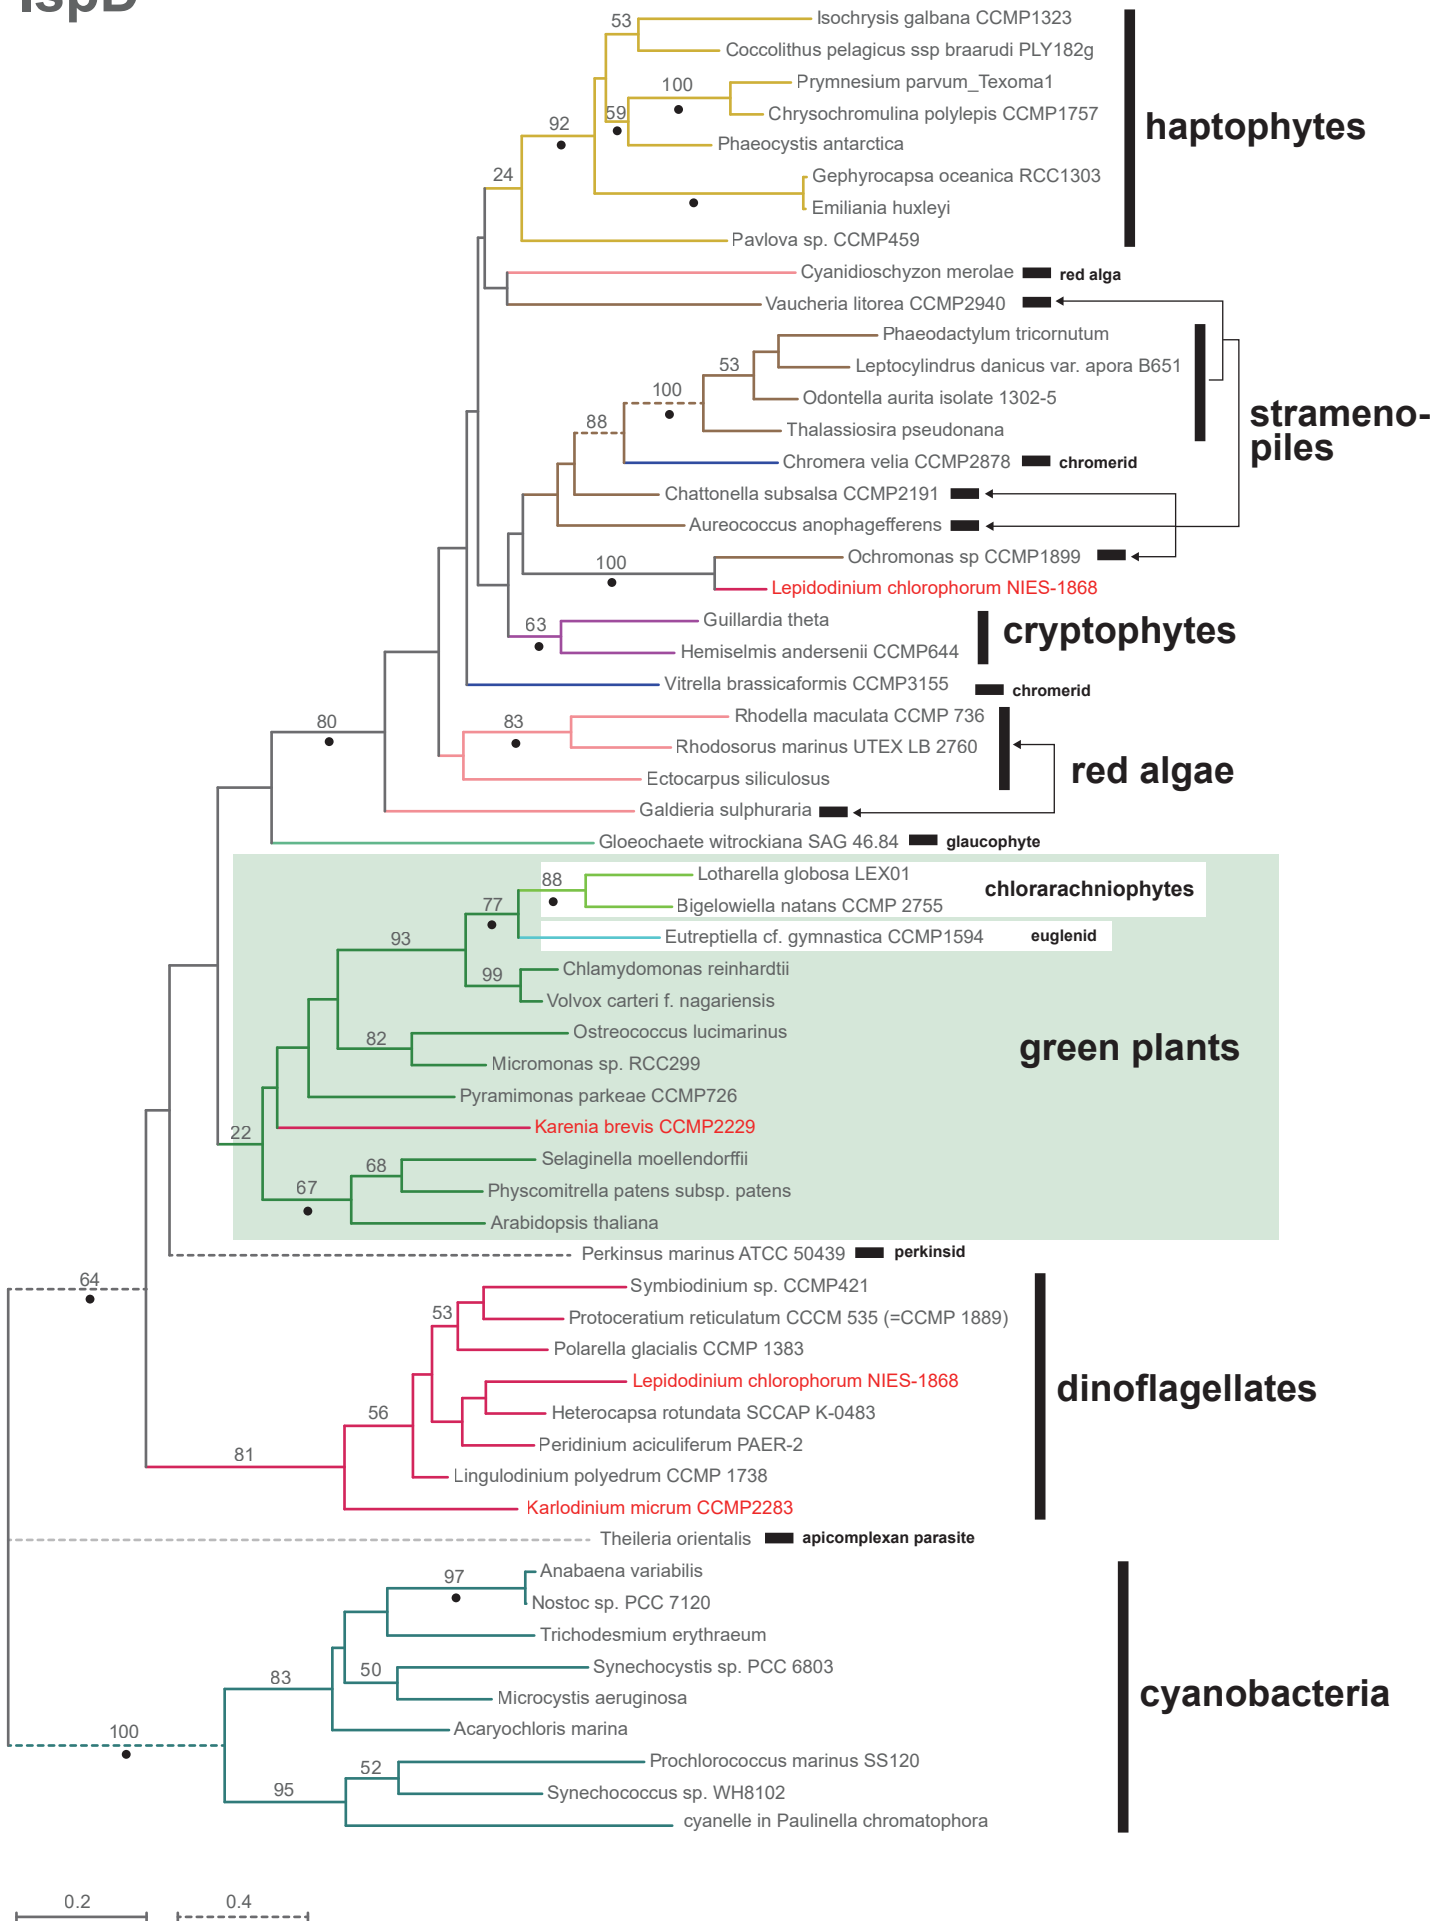 IspD
53
Isochrysis galbana CCMP1323
Coccolithus pelagicus ssp braarudi PLY182g
100
Prymnesium parvum_Texoma1
59
Chrysochromulina polylepis CCMP1757
92
Phaeocystis antarctica
haptophytes
24
Gephyrocapsa oceanica RCC1303
Emiliania huxleyi
Pavlova sp. CCMP459
Cyanidioschyzon merolae
red alga
Vaucheria litorea CCMP2940
Phaeodactylum tricornutum
53
Leptocylindrus danicus var. apora B651
100
Odontella aurita isolate 1302-5
88
Thalassiosira pseudonana
strameno-
piles
Chromera velia CCMP2878
chromerid
Chattonella subsalsa CCMP2191
Aureococcus anophagefferens
100
Ochromonas sp CCMP1899
Lepidodinium chlorophorum NIES-1868
63
Guillardia theta
cryptophytes
Hemiselmis andersenii CCMP644
Vitrella brassicaformis CCMP3155
chromerid
80
83
Rhodella maculata CCMP 736
Rhodosorus marinus UTEX LB 2760
red algae
Ectocarpus siliculosus
Galdieria sulphuraria
Gloeochaete witrockiana SAG 46.84
glaucophyte
88
Lotharella globosa LEX01
chlorarachniophytes
77
Bigelowiella natans CCMP 2755
93
Eutreptiella cf. gymnastica CCMP1594
euglenid
99
Chlamydomonas reinhardtii
Volvox carteri f. nagariensis
82
Ostreococcus lucimarinus
green plants
Micromonas sp. RCC299
Pyramimonas parkeae CCMP726
22
Karenia brevis CCMP2229
68
Selaginella moellendorffii
67
Physcomitrella patens subsp. patens
Arabidopsis thaliana
Perkinsus marinus ATCC 50439
perkinsid
64
Symbiodinium sp. CCMP421
53
Protoceratium reticulatum CCCM 535 (=CCMP 1889)
Polarella glacialis CCMP 1383
Lepidodinium chlorophorum NIES-1868
dinoflagellates
56
Heterocapsa rotundata SCCAP K-0483
81
Peridinium aciculiferum PAER-2
Lingulodinium polyedrum CCMP 1738
Karlodinium micrum CCMP2283
Theileria orientalis
apicomplexan parasite
97
Anabaena variabilis
Nostoc sp. PCC 7120
Trichodesmium erythraeum
83
50
Synechocystis sp. PCC 6803
Microcystis aeruginosa
cyanobacteria
100
Acaryochloris marina
52
Prochlorococcus marinus SS120
95
Synechococcus sp. WH8102
cyanelle in Paulinella chromatophora
0.2
0.4